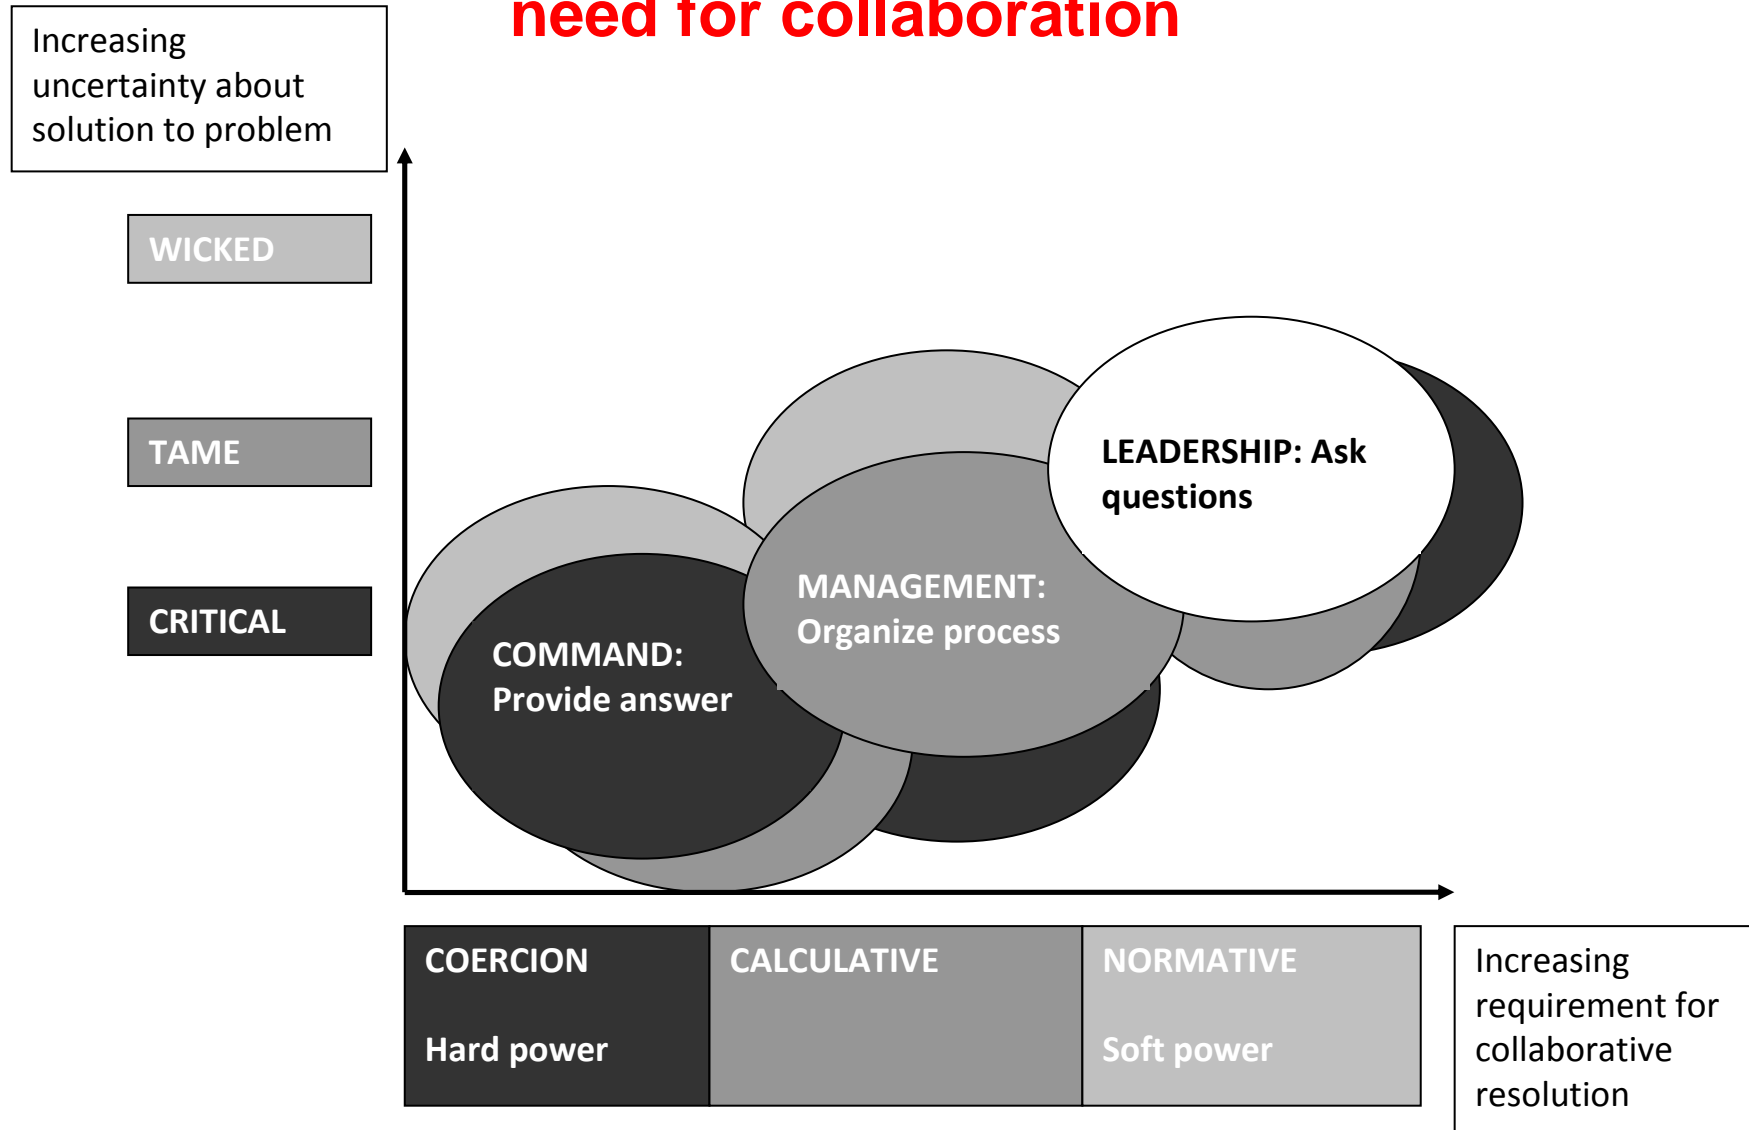 need for collaboration
Increasing
uncertainty about
solution to problem
WICKED
TAME
CRITICAL
LEADERSHIP: Ask
questions
MANAGEMENT:
Organize process
COMMAND:
Provide answer
COERCION
Hard power
CALCULATIVE
NORMATIVE
Soft power
Increasing
requirement for
collaborative
resolution